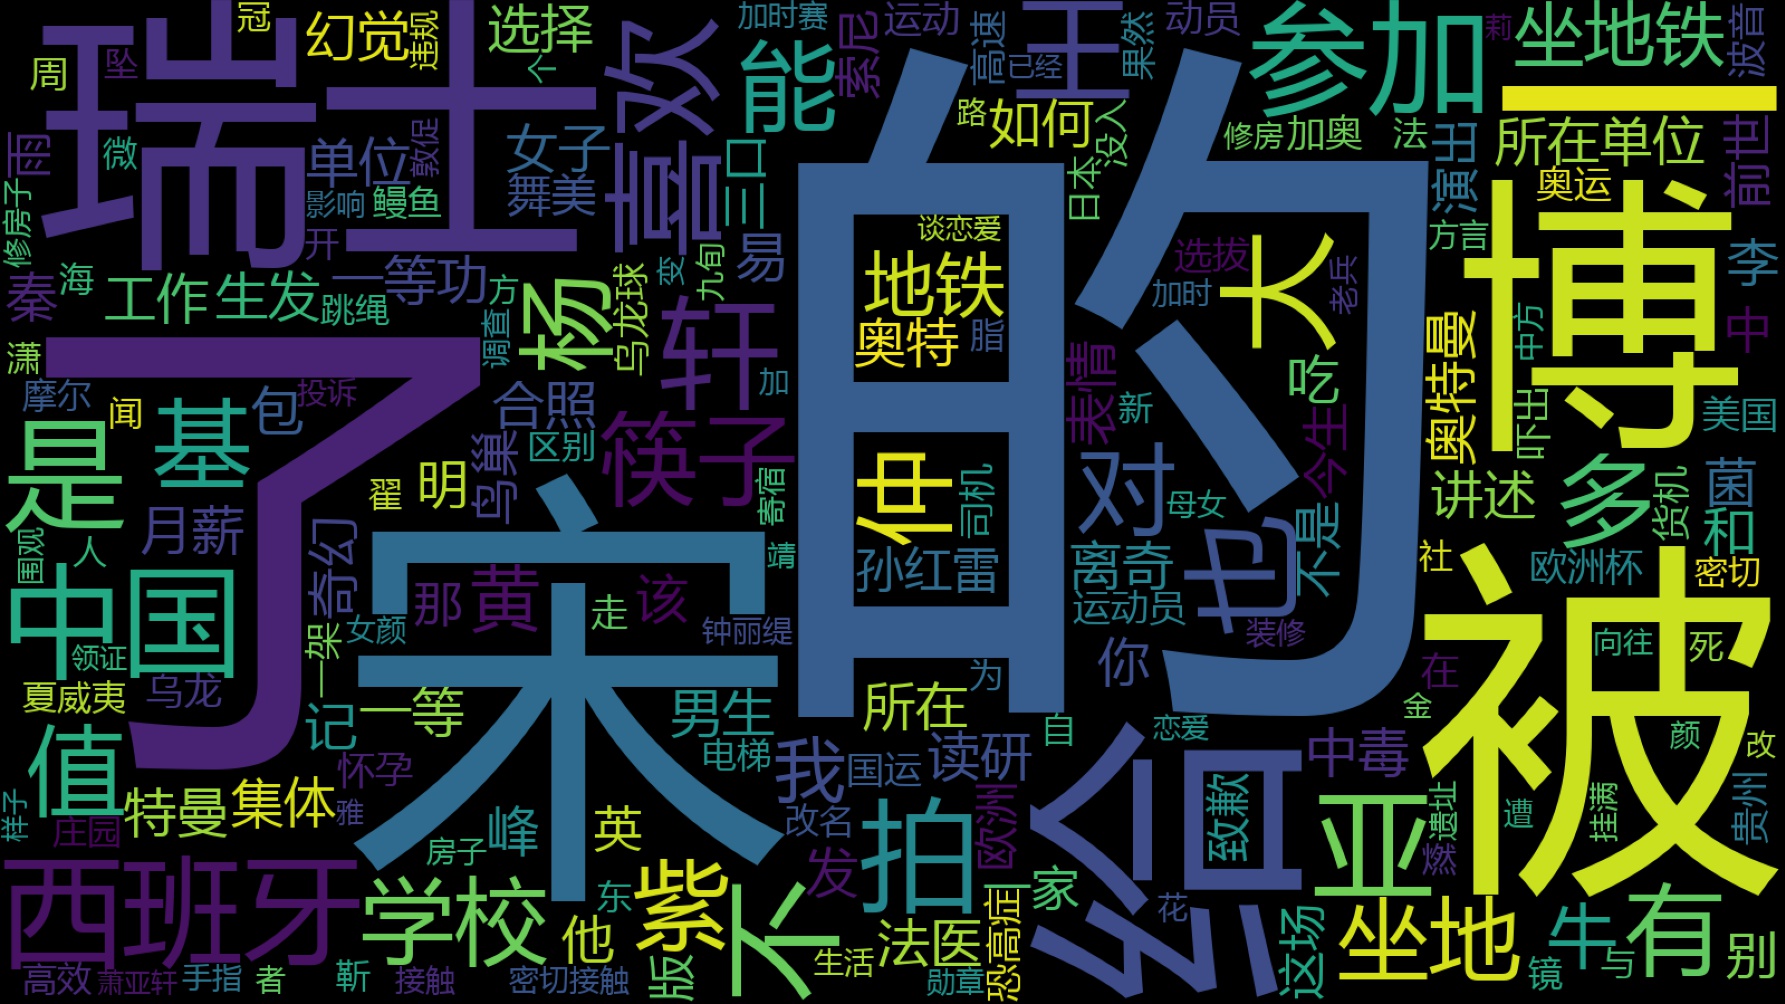 冠
幻觉
违规
选择
加时赛
运动
动员
莉
坐地铁
波音
周
坠
瑞士
个
喜欢
能
索尼
高速
已经
王
果然
参加
一
雨
微
单位
敦促
女子
三口
路
如何
没入
修房
加奥
法
演出
所在单位
前世
修房子
影响
鳗鱼
舞美
日本
的
奥运
博
开
谈恋爱
方言
李
秦
海
工作
生发
跳绳
一等功
方
杨
乌龙球
变
九旬
易
地铁
选拔
加时
大
老兵
潇
调查
轩
奥特
脂
奥特曼
中方
中
了
摩尔
闻
基
包
投诉
合照
加
表情
新
吃
吓出
美国
是
翟
明
鸟巢
区别
筷子
寄宿
仲
司机
对
母女
今生
讲述
多
货机
菌
和
围观
人
月薪
奇幻
宋
靖
孙红雷
离奇
也
不是
社
欧洲杯
密切
中国
领证
一架
女颜
那
黄
走
该
钟丽缇
运动员
装修
被
向往
死
夏威夷
乌龙
记
一等
男生
所在
为
你
在
金
颜
改
值
怀孕
电梯
我
国运
读研
自
恋爱
中毒
样子
特曼
集体
雅
改名
欧洲
给
致歉
亚
遗址
遭
挂满
贵州
庄园
峰
英
房子
发
拍
燃
西班牙
学校
东
紫
不
一家
花
坐地
牛
有
别
他
法医
恐高症
这场
高效
萧亚轩
手指
者
靳
接触
密切接触
版
生活
勋章
镜
与